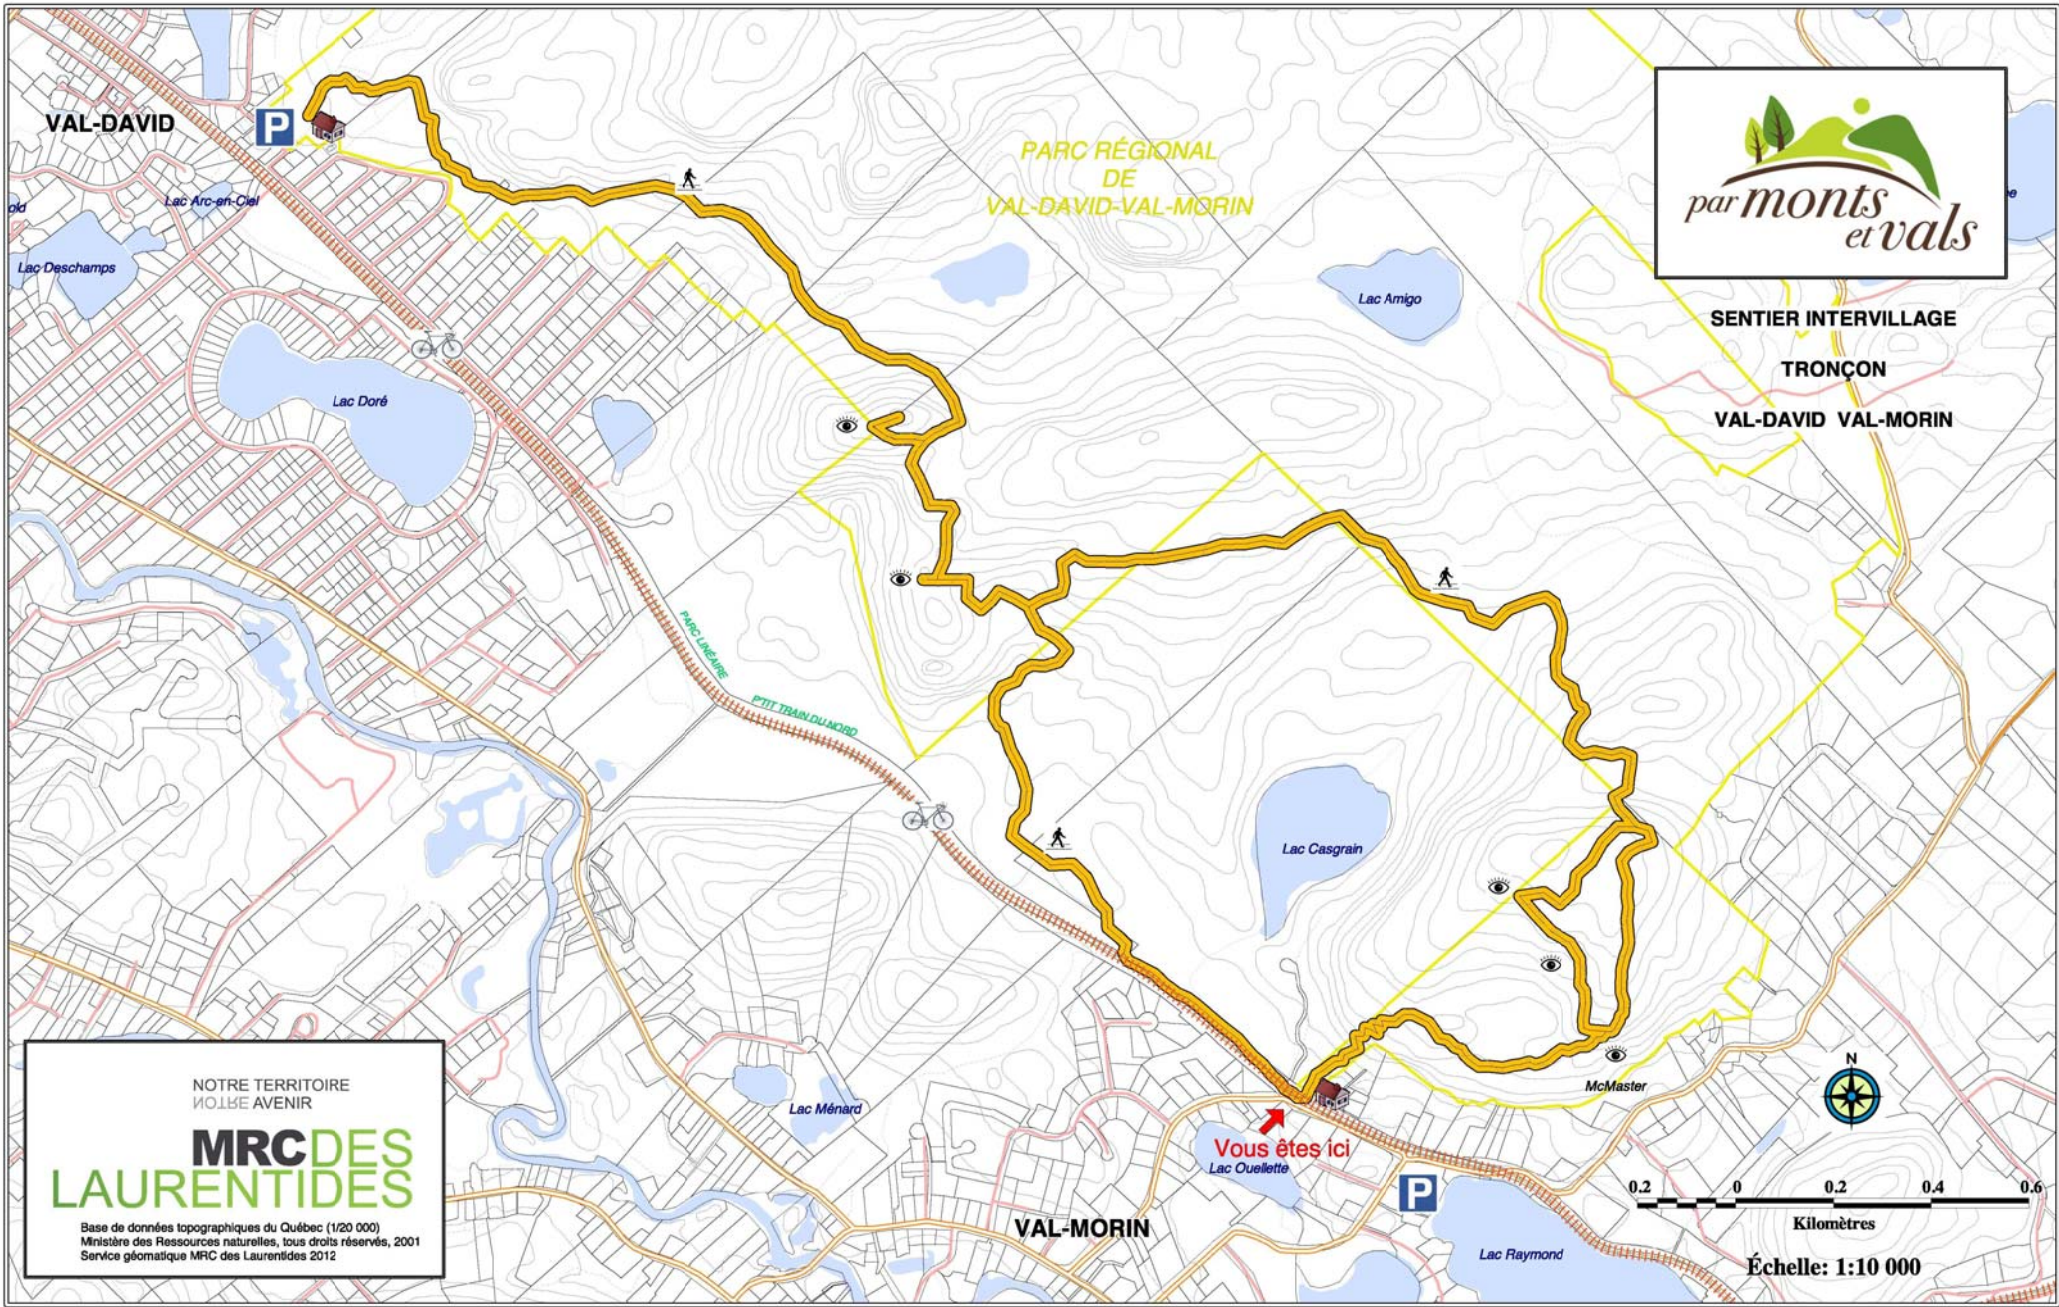 VAL-DAVID
P
Lac Arc-en-Ciel
Lac Deschamps
Lac Doré
PARC RÉGIONAL
DE
VAL-DAVID-VAL-MORIN
Lac Amigo
par monts
et vals
SENTIER INTERVILLAGE
TRONÇON
VAL-DAVID VAL-MORIN
PARC LINÉAIRE
P'TIT TRAIN DU NORD
Lac Casgrain
McMaster
Lac Ménard
Vous êtes ici
Lac Ouellette
P
VAL-MORIN
Lac Raymond
N
0.2 0 0.2 0.4 0.6
Kilomètres
Échelle: 1:10 000
NOTRE TERRITOIRE
NOTRE AVENIR
MRC DES
LAURENTIDES
Base de données topographiques du Québec (1/20 000)
Ministère des Ressources naturelles, tous droits réservés, 2001
Service géomatique MRC des Laurentides 2012